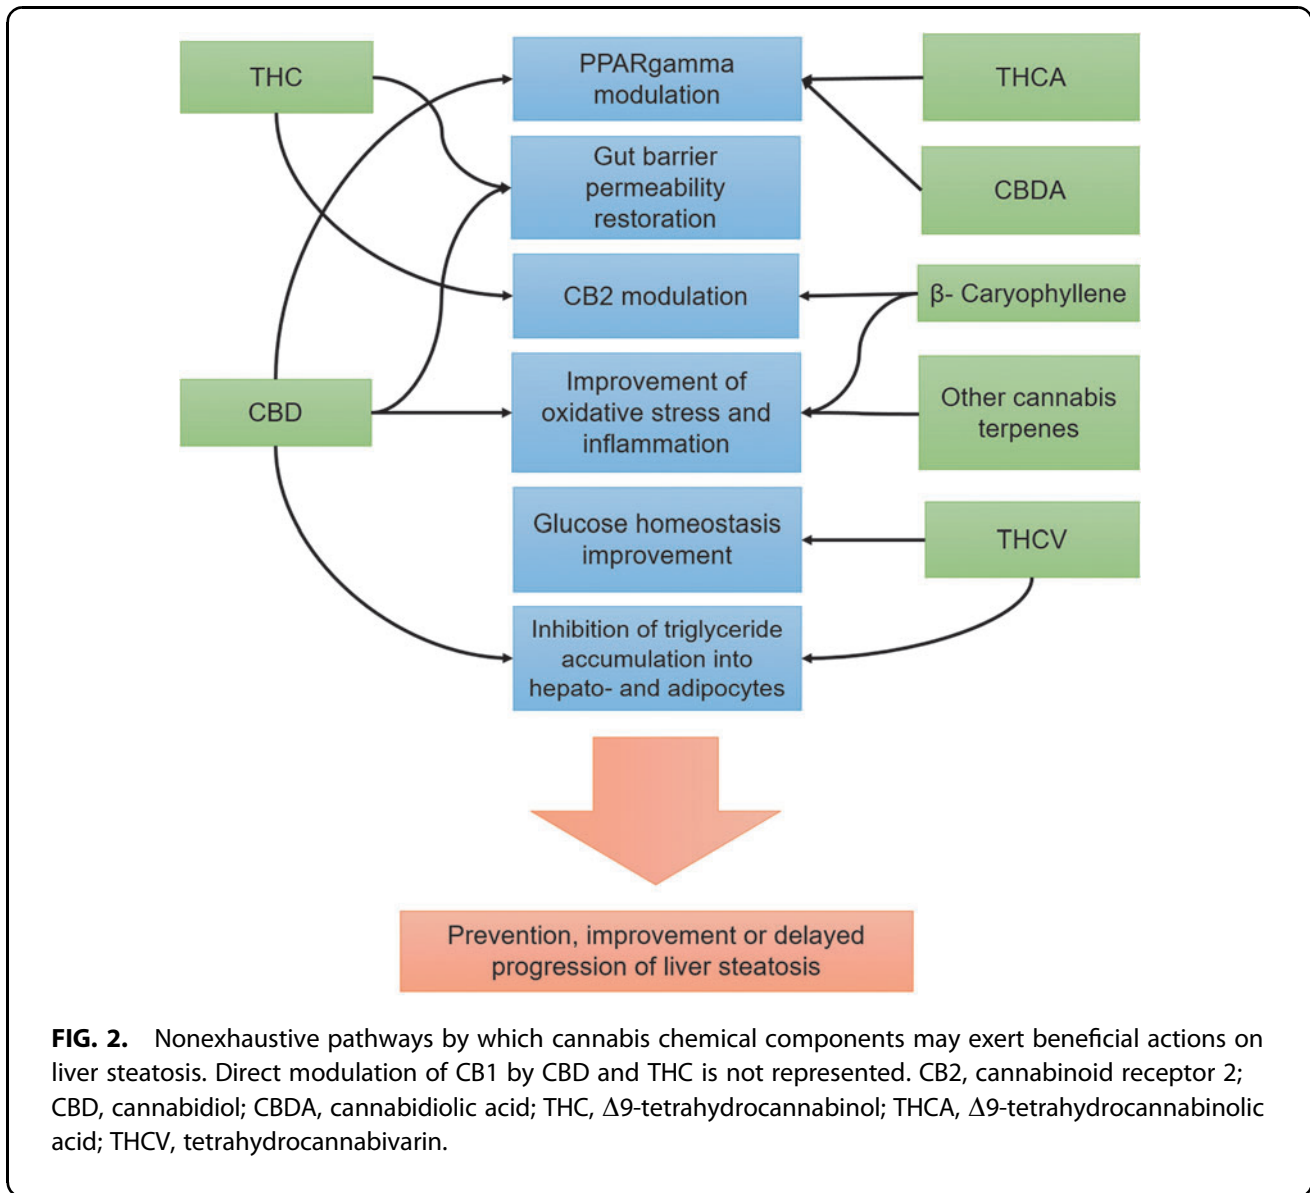 THC
PPARgamma
modulation
THCA
Gut barrier
permeability
restoration
CBDA
CB2 modulation
β- Caryophyllene
CBD
Improvement of
oxidative stress and
inflammation
Other cannabis
terpenes
Glucose homeostasis
improvement
THCV
Inhibition of triglyceride
accumulation into
hepato- and adipocytes
Prevention, improvement or delayed
progression of liver steatosis
FIG. 2. Nonexhaustive pathways by which cannabis chemical components may exert beneficial actions on
liver steatosis. Direct modulation of CB1 by CBD and THC is not represented. CB2, cannabinoid receptor 2;
CBD, cannabidiol; CBDA, cannabidiolic acid; THC, Δ9-tetrahydrocannabinol; THCA, Δ9-tetrahydrocannabinolic
acid; THCV, tetrahydrocannabivarin.